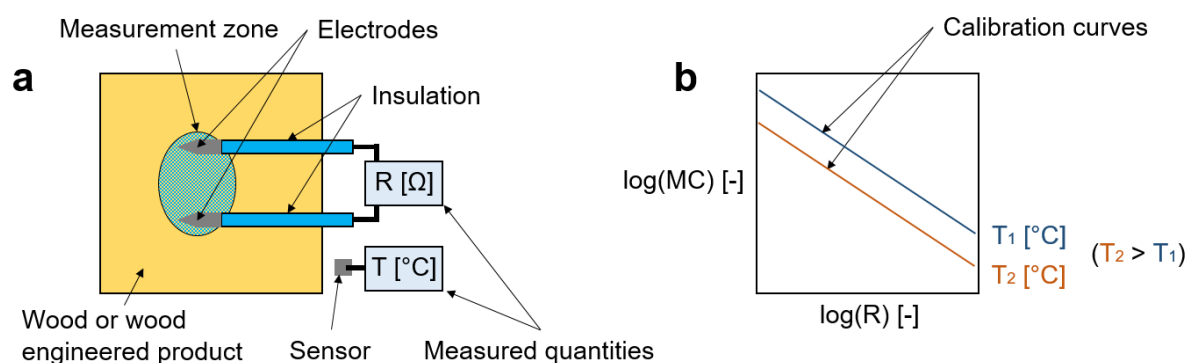 a
Measurement zone
Electrodes
Insulation
R [Ω]
T [°C]
Wood or wood
engineered product
Sensor
Measured quantities
b
Calibration curves
log(MC) [-]
T₁ [°C]
T₂ [°C]
(T₂ > T₁)
log(R) [-]